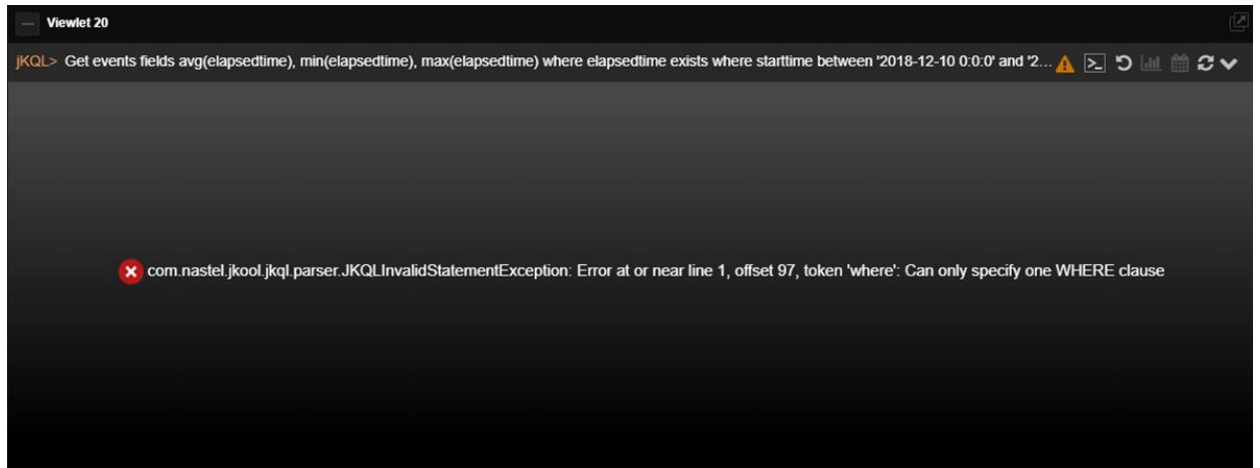 Viewlet 20
jKQL> Get events fields avg(elapsedtime), min(elapsedtime), max(elapsedtime) where elapsedtime exists where starttime between '2018-12-10 0:0:0' and '2...
com.nastel.jkool.jkql.parser.JKQLInvalidStatementException: Error at or near line 1, offset 97, token 'where': Can only specify one WHERE clause